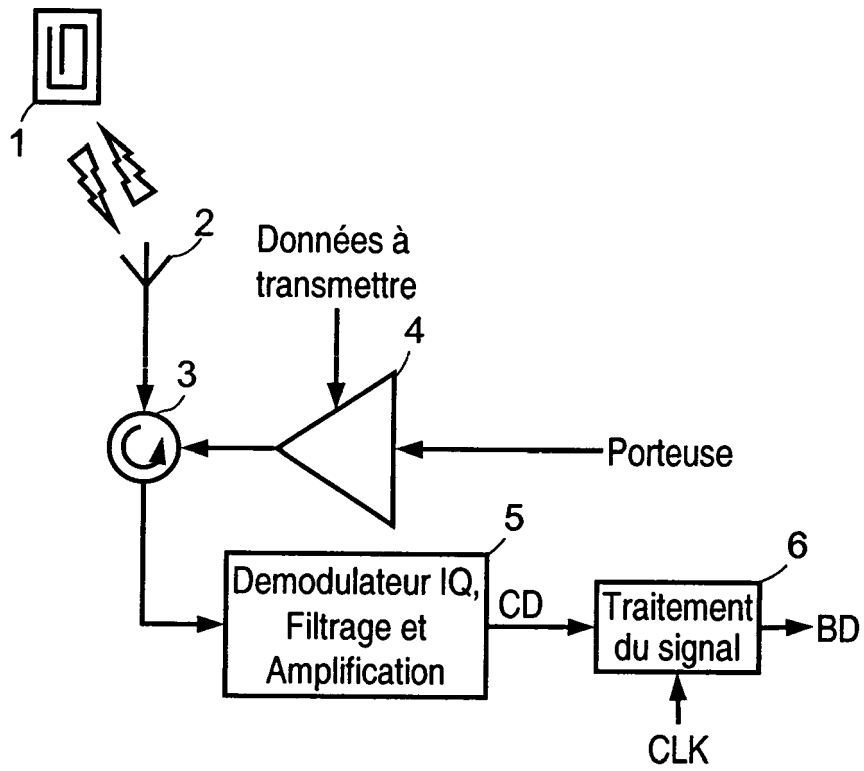 1
2
Données à
transmettre
4
3
Porteuse
5
Demodulateur IQ,
Filtrage et
Amplification
CD
6
Traitement
du signal
BD
CLK